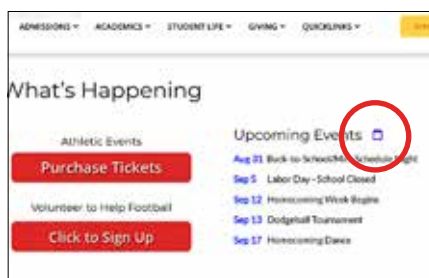 ADMISSIONS ACADEMICS STUDENT LIFE GIVING QUICKLINKS
What's Happening
Athletic Events
Purchase Tickets
Volunteer to Help Football
Click to Sign Up
Upcoming Events
Aug 31 Back-to-School/Mini Schedule Night
Sep 5 Labor Day - School Closed
Sep 12 Homecoming Week Begins
Sep 13 Dodgeball Tournament
Sep 17 Homecoming Dance